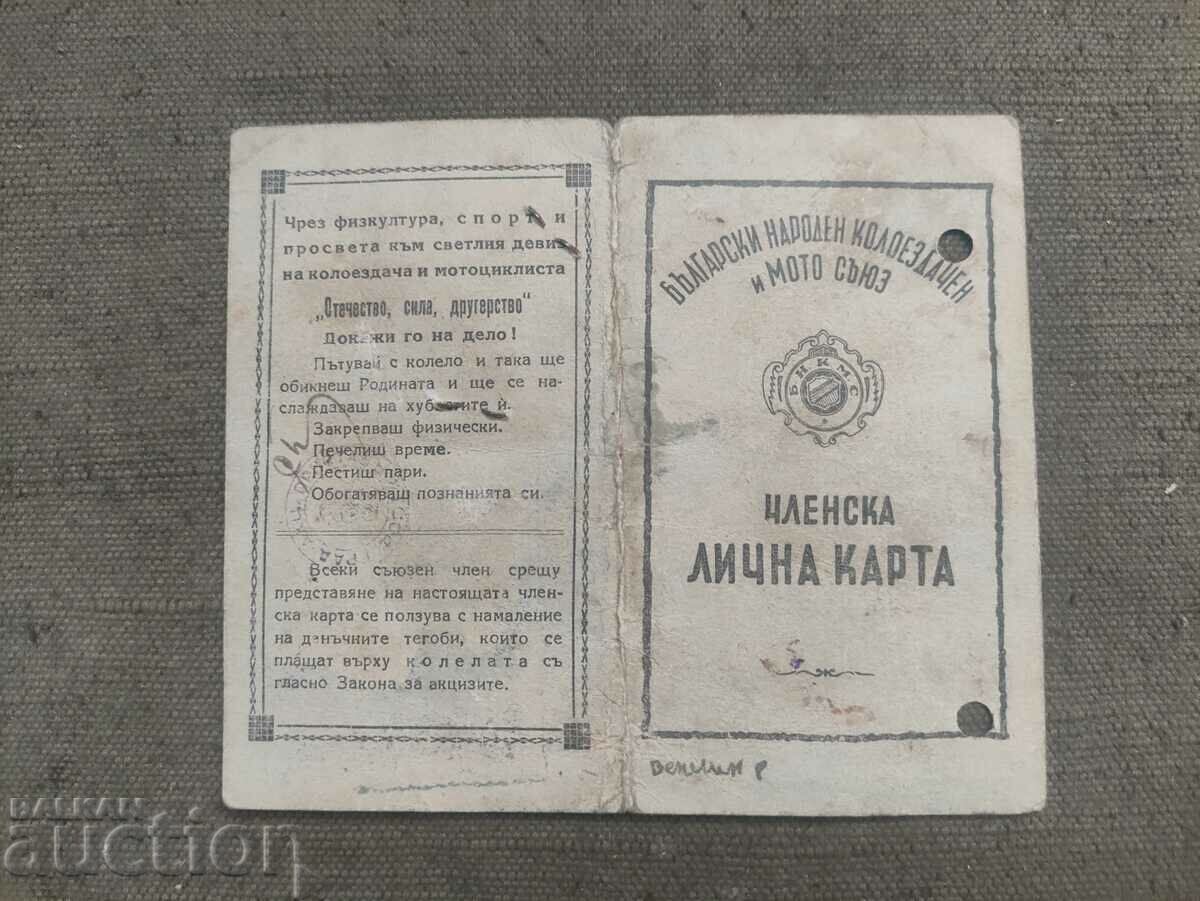 Чрез физкултура, спорт и
просвета към светлия девиз
на колоездача и мотоциклиста
„Отечество, сила, другерство"
Докажи го на дело!
Пътувай с колело и така ще
обикнеш Родината и ще се на-
слаждаваш на хубавите ѝ.
Закрепваш физически.
Печелиш време.
Пестиш пари.
Обогатяваш познанията си.
Всеки съюзен член срещу
представяне на настоящата член-
ска карта се ползува с намаление
на данъчните тегоби, които се
плащат върху колелата съ
гласно Закона за акцизите.
БЪЛГАРСКИ НАРОДЕН КОЛОЕЗДАЧЕН
и МОТО СЪЮЗ
БНКМС
ЧЛЕНСКА
ЛИЧНА КАРТА
БАЛКАН
auction